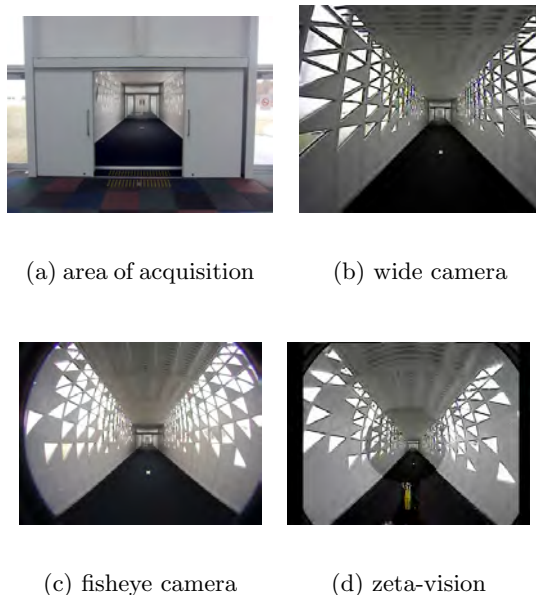 (a) area of acquisition
(b) wide camera
(c) fisheye camera
(d) zeta-vision